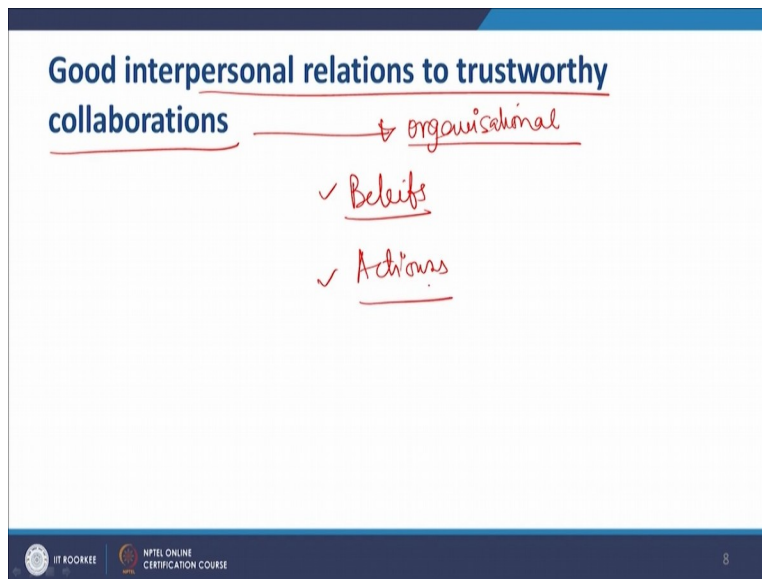 Good interpersonal relations to trustworthy
collaborations
organisational
Beleifs
Actions
IIT ROORKEE
NPTEL ONLINE
CERTIFICATION COURSE
8